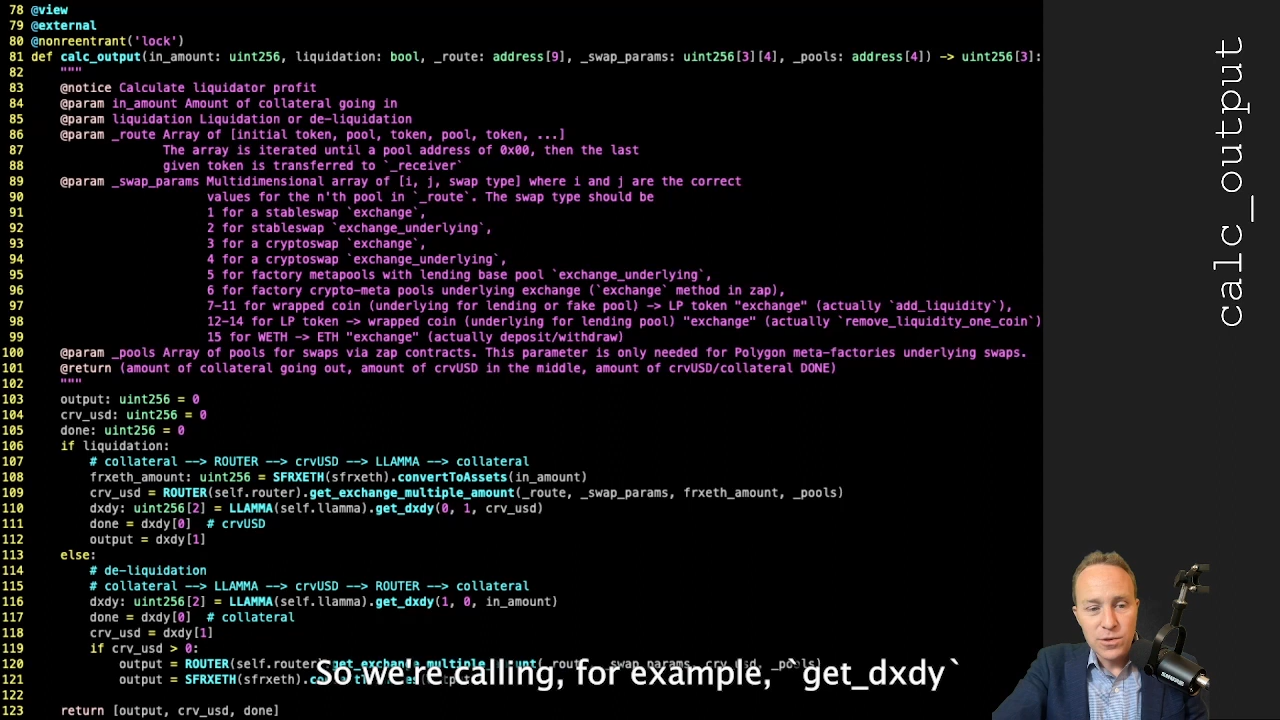 78 @view
79 @external
80 @nonreentrant('lock')
81 def calc_output(in_amount: uint256, liquidation: bool, _route: address[9], _swap_params: uint256[3][4], _pools: address[4]) -> uint256[3]:
82 """
83 @notice Calculate liquidator profit
84 @param in_amount Amount of collateral going in
85 @param liquidation Liquidation or de-liquidation
86 @param _route Array of [initial token, pool, token, pool, token, ...]
87 The array is iterated until a pool address of 0x00, then the last
88 given token is transferred to `_receiver`
89 @param _swap_params Multidimensional array of [i, j, swap type] where i and j are the correct
90 values for the n'th pool in `_route`. The swap type should be
91 1 for a stableswap `exchange`,
92 2 for stableswap `exchange_underlying`,
93 3 for a cryptoswap `exchange`,
94 4 for a cryptoswap `exchange_underlying`,
95 5 for factory metapools with lending base pool `exchange_underlying`,
96 6 for factory crypto-meta pools underlying exchange (`exchange` method in zap),
97 7-11 for wrapped coin (underlying for lending or fake pool) -> LP token "exchange" (actually `add_liquidity`),
98 12-14 for LP token -> wrapped coin (underlying for lending pool) "exchange" (actually `remove_liquidity_one_coin`)
99 15 for WETH -> ETH "exchange" (actually deposit/withdraw)
100 @param _pools Array of pools for swaps via zap contracts. This parameter is only needed for Polygon meta-factories underlying swaps.
101 @return (amount of collateral going out, amount of crvUSD in the middle, amount of crvUSD/collateral DONE)
102 """
103 output: uint256 = 0
104 crv_usd: uint256 = 0
105 done: uint256 = 0
106 if liquidation:
107 # collateral --> ROUTER --> crvUSD --> LLAMMA --> collateral
108 frxeth_amount: uint256 = SFRXETH(sfrxeth).convertToAssets(in_amount)
109 crv_usd = ROUTER(self.router).get_exchange_multiple_amount(_route, _swap_params, frxeth_amount, _pools)
110 dxdy: uint256[2] = LLAMMA(self.llamma).get_dxdy(0, 1, crv_usd)
111 done = dxdy[0] # crvUSD
112 output = dxdy[1]
113 else:
114 # de-liquidation
115 # collateral --> LLAMMA --> crvUSD --> ROUTER --> collateral
116 dxdy: uint256[2] = LLAMMA(self.llamma).get_dxdy(1, 0, in_amount)
117 done = dxdy[0] # collateral
118 crv_usd = dxdy[1]
119 if crv_usd > 0:
120 output = ROUTER(self.router)
121 output = SFRXETH(sfrxeth)
122
123 return [output, crv_usd, done]
So we're calling, for example, `get_dxdy`
calc_output